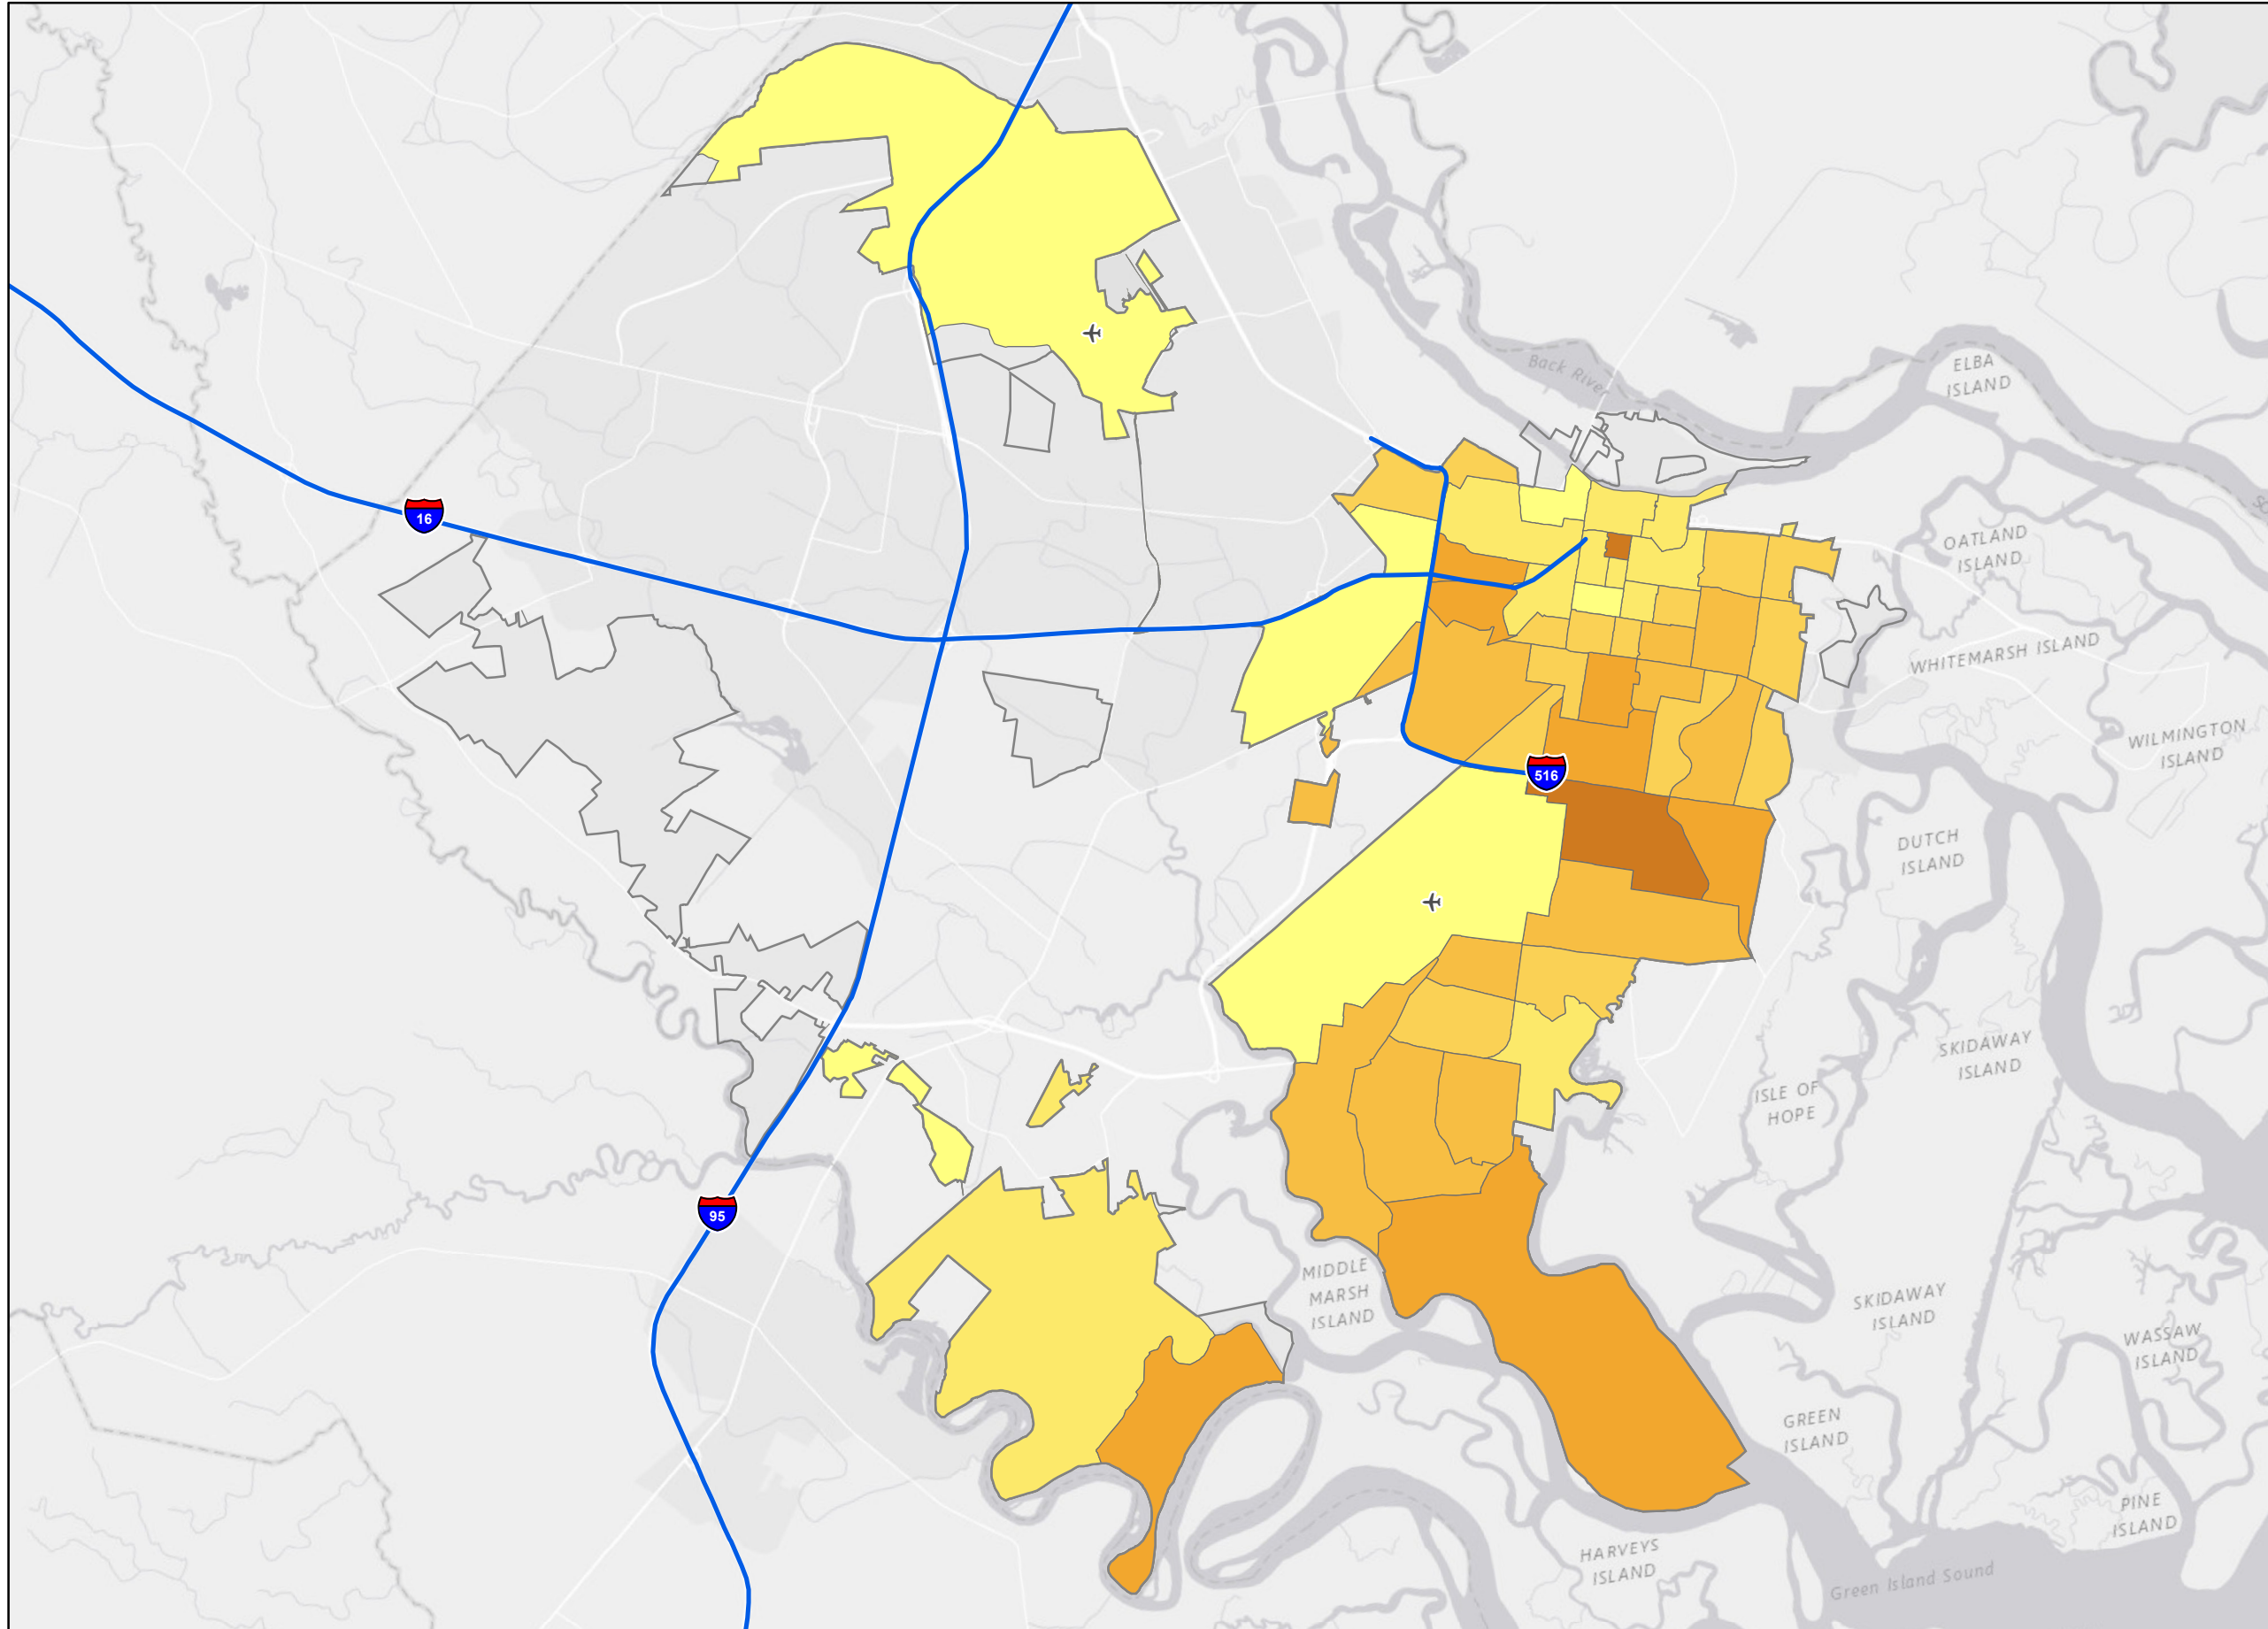 Back River
ELBA
ISLAND
16
OATLAND
ISLAND
WHITEMARSH ISLAND
WILMINGTON
ISLAND
516
DUTCH
ISLAND
SKIDAWAY
ISLAND
ISLE OF
HOPE
95
MIDDLE
MARSH
ISLAND
SKIDAWAY
ISLAND
WASSAW
ISLAND
GREEN
ISLAND
PINE
ISLAND
HARVEYS
ISLAND
Green Island Sound